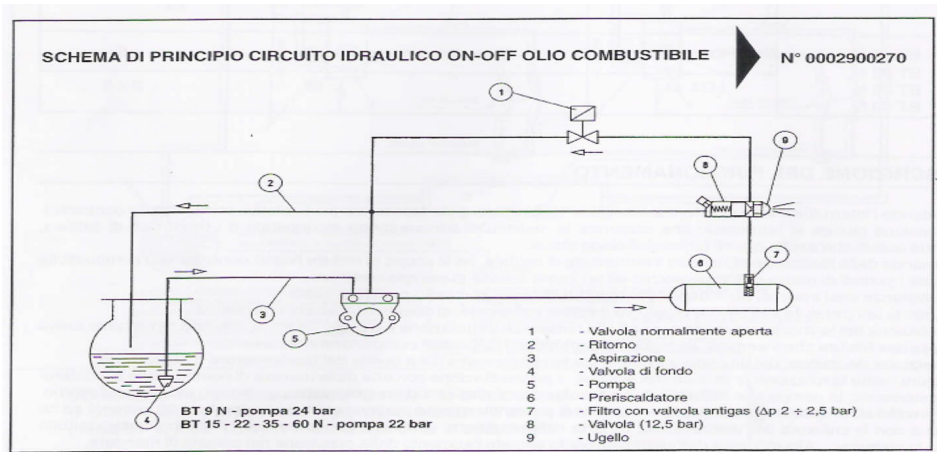 SCHEMA DI PRINCIPIO CIRCUITO IDRAULICO ON-OFF OLIO COMBUSTIBILE N° 0002900270
1
8
9
2
6
7
3
5
4
1 - Valvola normalmente aperta
2 - Ritorno
3 - Aspirazione
4 - Valvola di fondo
5 - Pompa
6 - Preriscaldatore
7 - Filtro con valvola antigas (Δp 2 ÷ 2,5 bar)
8 - Valvola (12,5 bar)
9 - Ugello
BT 9 N - pompa 24 bar
BT 15 - 22 - 35 - 60 N - pompa 22 bar